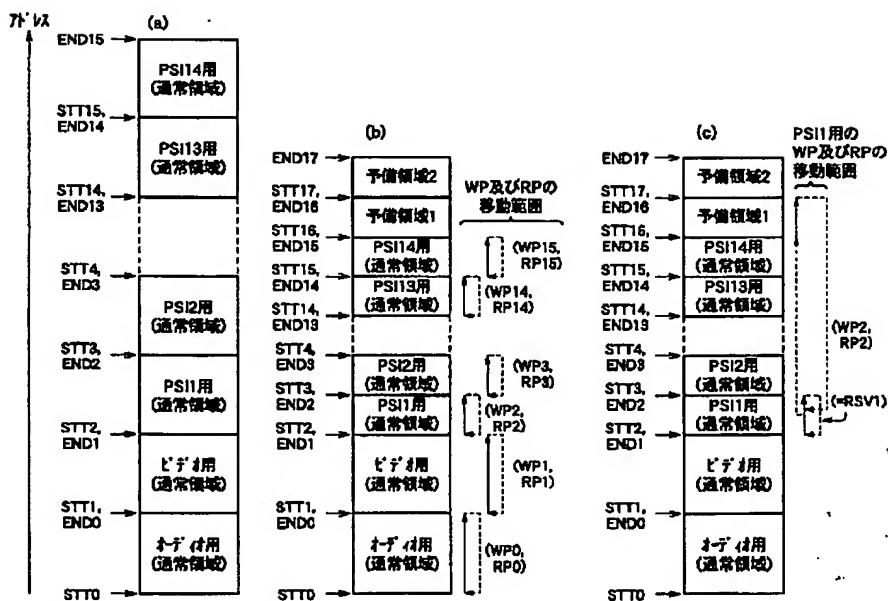 アドレス
(a)
END15
PSI14用
(通常領域)
STT15,
END14
PSI13用
(通常領域)
STT14,
END13
STT4,
END3
PSI2用
(通常領域)
STT3,
END2
PSI1用
(通常領域)
STT2,
END1
ビデオ用
(通常領域)
STT1,
END0
オーディオ用
(通常領域)
STT0
(b)
END17
予備領域2
STT17,
END16
予備領域1
STT16,
END15
PSI14用
(通常領域)
STT15,
END14
PSI13用
(通常領域)
STT14,
END13
STT4,
END3
PSI2用
(通常領域)
STT3,
END2
PSI1用
(通常領域)
STT2,
END1
ビデオ用
(通常領域)
STT1,
END0
オーディオ用
(通常領域)
STT0
WP及びRPの
移動範囲
(WP15,
RP15)
(WP14,
RP14)
(WP3,
RP3)
(WP2,
RP2)
(WP1,
RP1)
(WP0,
RP0)
(c)
END17
予備領域2
STT17,
END16
予備領域1
STT16,
END15
PSI14用
(通常領域)
STT15,
END14
PSI13用
(通常領域)
STT14,
END13
STT4,
END3
PSI2用
(通常領域)
STT3,
END2
PSI1用
(通常領域)
STT2,
END1
ビデオ用
(通常領域)
STT1,
END0
オーディオ用
(通常領域)
STT0
PSI1用の
WP及びRPの
移動範囲
(WP2,
RP2)
(=RSV1)